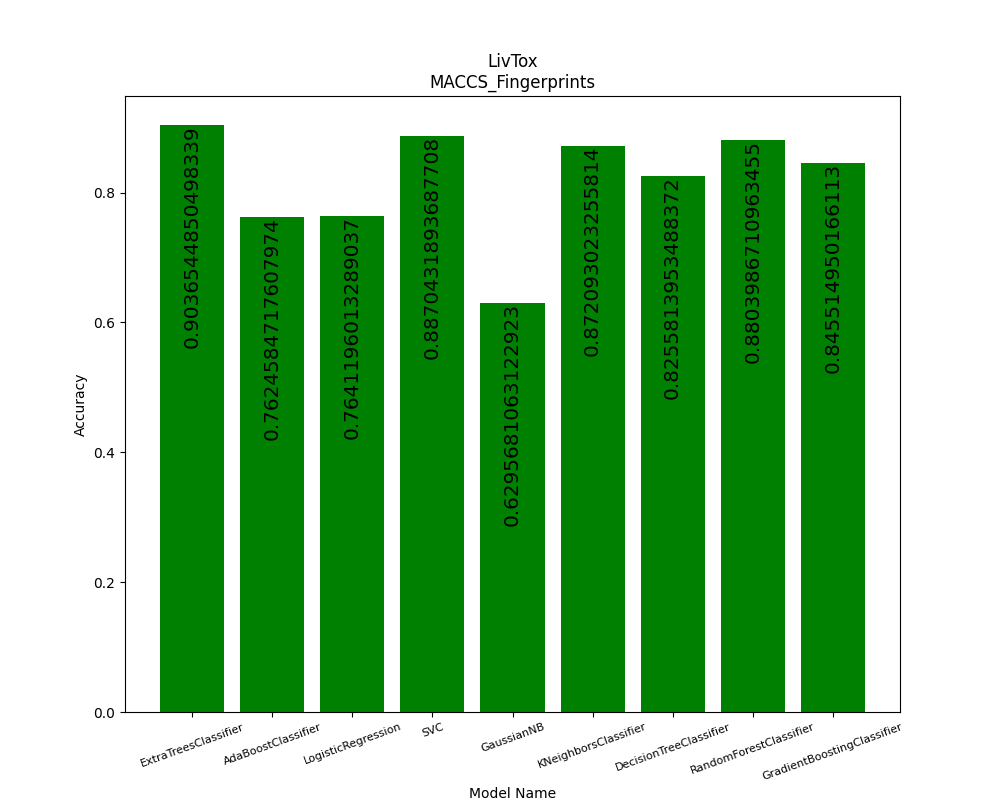 LivTox
MACCS_Fingerprints
Accuracy
0.8
0.6
0.4
0.2
0.0
0.9036544850498339
0.7624584717607974
0.7641196013289037
0.8870431893687708
0.6295681063122923
0.872093023255814
0.8255813953488372
0.8803986710963455
0.845514950166113
ExtraTreesClassifier
AdaBoostClassifier
LogisticRegression
SVC
GaussianNB
KNeighborsClassifier
DecisionTreeClassifier
RandomForestClassifier
GradientBoostingClassifier
Model Name